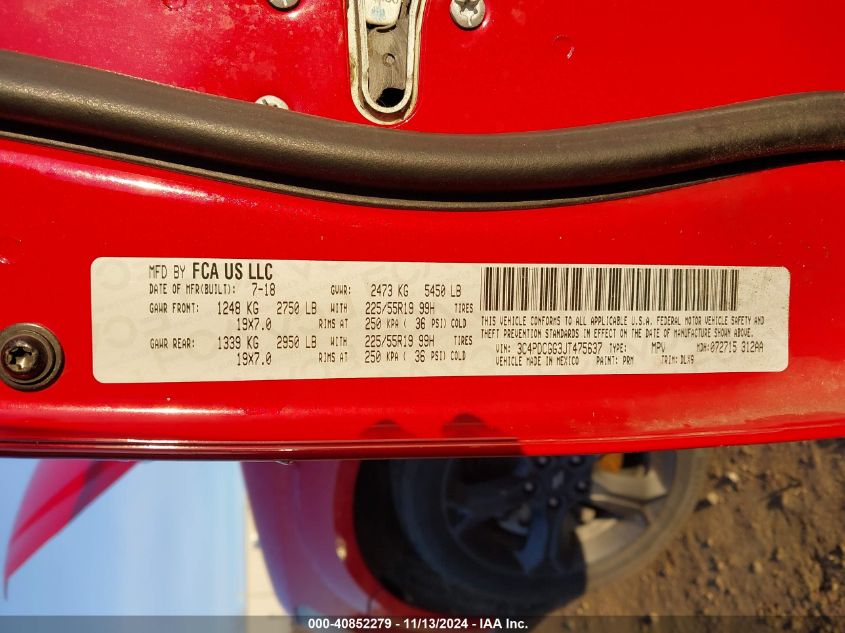 MFD BY FCA US LLC
DATE OF MFR(BUILT): 7-18 GVWR: 2473 KG 5450 LB
GAWR FRONT: 1248 KG 2750 LB WITH 225/55R19 99H TIRES
19X7.0 RIMS AT 250 KPA ( 36 PSI) COLD
GAWR REAR: 1339 KG 2950 LB WITH 225/55R19 99H TIRES
19X7.0 RIMS AT 250 KPA ( 36 PSI) COLD
THIS VEHICLE CONFORMS TO ALL APPLICABLE U.S.A. FEDERAL MOTOR VEHICLE SAFETY AND
THEFT PREVENTION STANDARDS IN EFFECT ON THE DATE OF MANUFACTURE SHOWN ABOVE.
VIN: 3C4PDCGG3JT475637 TYPE: MPV MDH: 072715 312AA
VEHICLE MADE IN MEXICO PAINT: PRM TRIM: DLX9
000-40852279 - 11/13/2024 - IAA Inc.